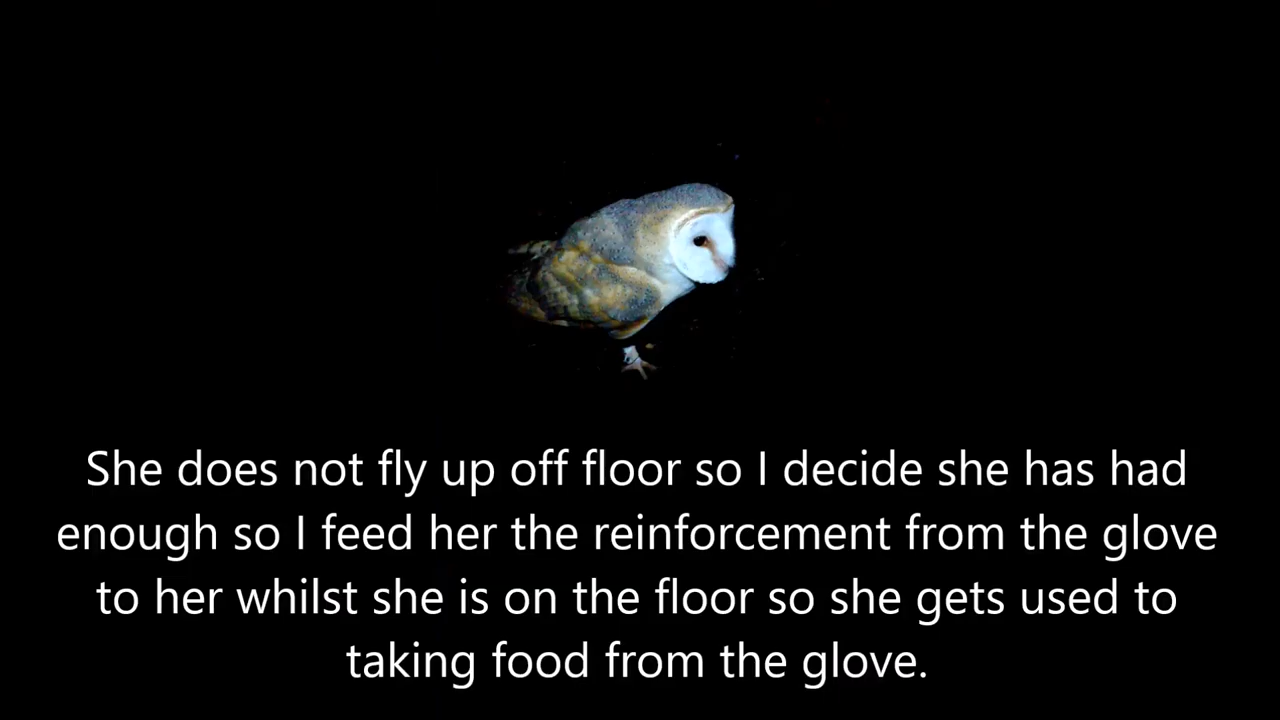 She does not fly up off floor so I decide she has had
enough so I feed her the reinforcement from the glove
to her whilst she is on the floor so she gets used to
taking food from the glove.